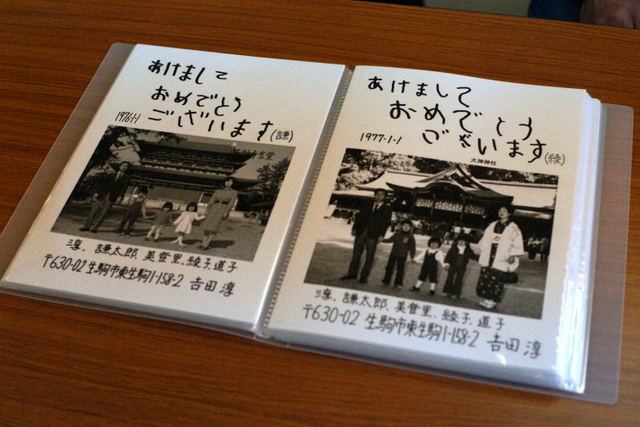 あけまして
おめでとう
ございます(謙)
1976.1.1
淳、謙太郎、美登里、綾子、道子
〒630-02 生駒市東生駒1-158-2 吉田 淳
あけまして
おめでとう
ございます(綾)
1977-1-1
大神神社
淳、謙太郎、美登里、綾子、道子
〒630-02 生駒市東生駒1-158-2 吉田 淳